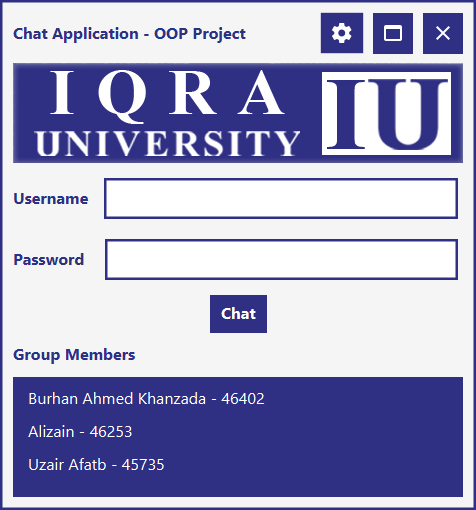 Chat Application - OOP Project
IQRA
UNIVERSITY
IU
Username
Password
Chat
Group Members
Burhan Ahmed Khanzada - 46402
Alizain - 46253
Uzair Afatb - 45735